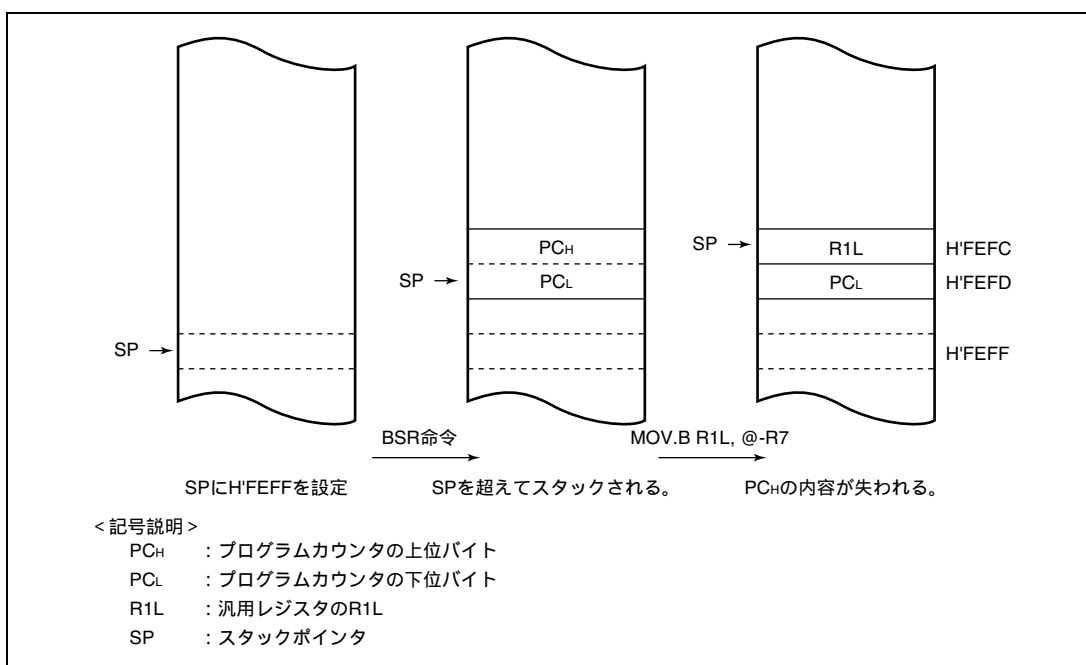 PCH
SP → PCL
SP → R1L H'FEFC
PCL H'FEFD
SP → H'FEFF
BSR命令 MOV.B R1L, @-R7
SPにH'FEFFを設定 SPを超えてスタックされる。 PCHの内容が失われる。
<記号説明>
PCH :プログラムカウンタの上位バイト
PCL :プログラムカウンタの下位バイト
R1L :汎用レジスタのR1L
SP :スタックポインタ